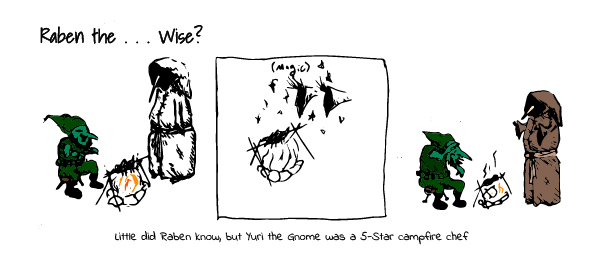 Raben the . . . Wise?
(Magic)
Little did Raben know, but Yuri the Gnome was a 5-Star campfire chef